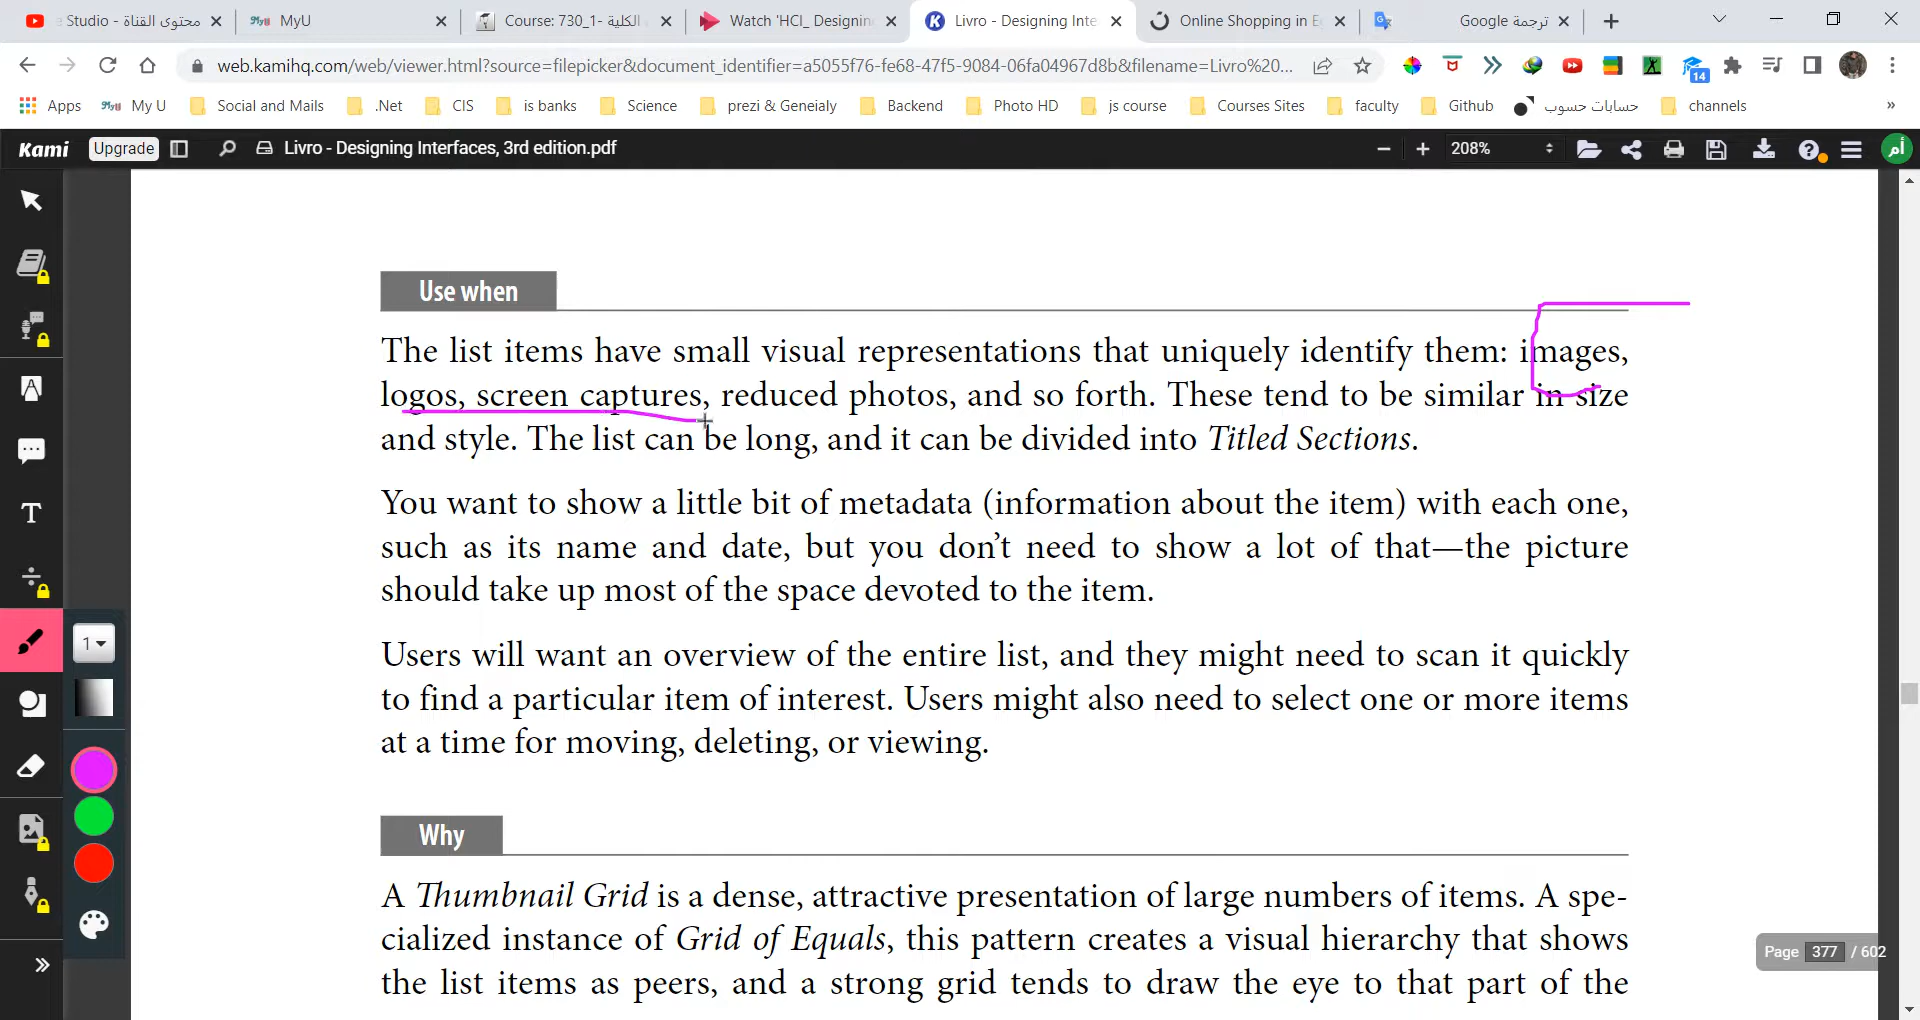 Studio - محتوى القناة
MyU
Course: 730_1- الكلية
Watch 'HCI_ Designin
Livro - Designing Inte
Online Shopping in E
Google ترجمة
web.kamihq.com/web/viewer.html?source=filepicker&document_identifier=a5055f76-fe68-47f5-9084-06fa04967d8b&filename=Livro%20...
14
Apps
MyU
My U
Social and Mails
.Net
CIS
is banks
Science
prezi & Geneialy
Backend
Photo HD
js course
Courses Sites
faculty
Github
حسابات حسوب
channels
»
Kami
Upgrade
Livro - Designing Interfaces, 3rd edition.pdf
208%
أم
Use when
The list items have small visual representations that uniquely identify them: images,
logos, screen captures, reduced photos, and so forth. These tend to be similar in size
and style. The list can be long, and it can be divided into Titled Sections.
You want to show a little bit of metadata (information about the item) with each one,
such as its name and date, but you don't need to show a lot of that—the picture
should take up most of the space devoted to the item.
Users will want an overview of the entire list, and they might need to scan it quickly
to find a particular item of interest. Users might also need to select one or more items
at a time for moving, deleting, or viewing.
1
Why
A Thumbnail Grid is a dense, attractive presentation of large numbers of items. A spe-
cialized instance of Grid of Equals, this pattern creates a visual hierarchy that shows
the list items as peers, and a strong grid tends to draw the eye to that part of the
Page 377 / 602